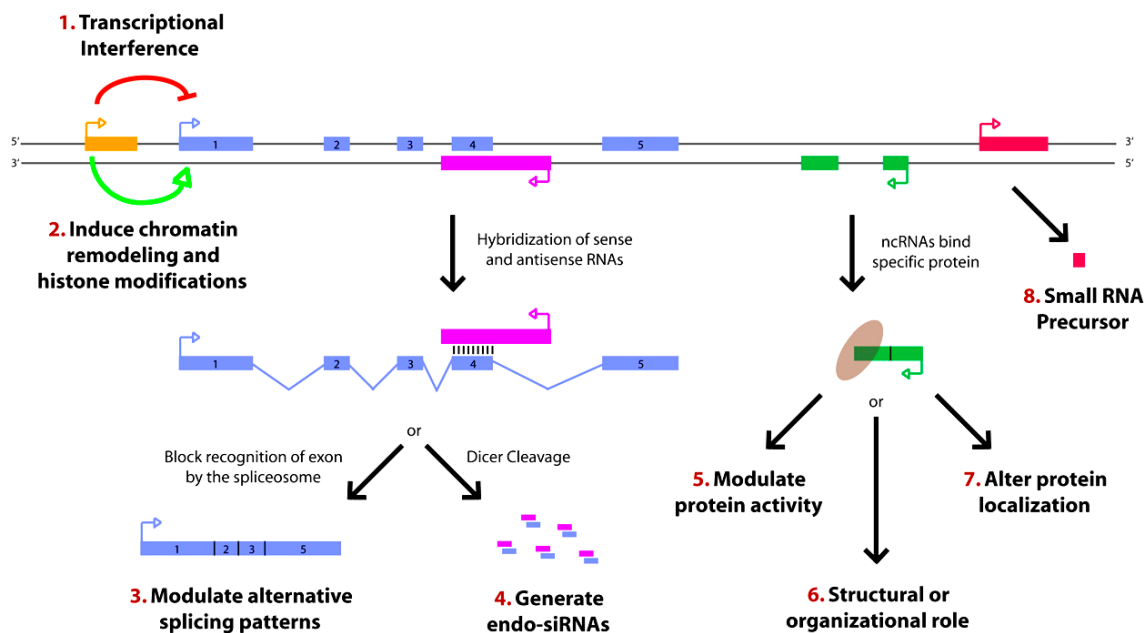 1. Transcriptional
Interference
5′
1
2
3
4
5
3′
3′
5′
2. Induce chromatin
remodeling and
histone modifications
Hybridization of sense
and antisense RNAs
ncRNAs bind
specific protein
8. Small RNA
Precursor
1
2
3
4
5
or
or
Block recognition of exon
by the spliceosome
Dicer Cleavage
5. Modulate
protein activity
7. Alter protein
localization
1
2
3
5
3. Modulate alternative
splicing patterns
4. Generate
endo-siRNAs
6. Structural or
organizational role